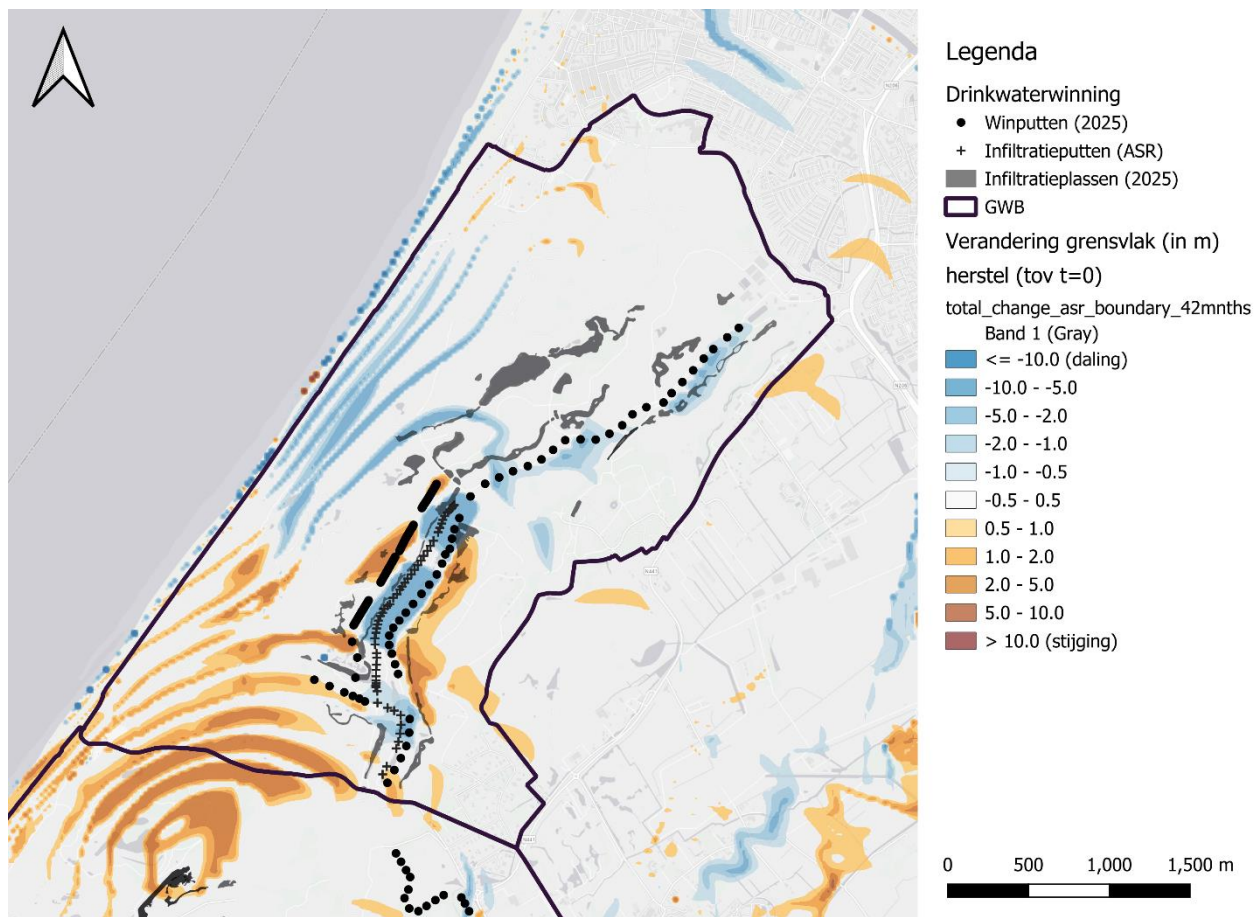 Legenda
Drinkwaterwinning
Winputten (2025)
Infiltratieputten (ASR)
Infiltratieplassen (2025)
GWB
Verandering grensvlak (in m)
herstel (tov t=0)
total_change_asr_boundary_42mnths
Band 1 (Gray)
<= -10.0 (daling)
-10.0 - -5.0
-5.0 - -2.0
-2.0 - -1.0
-1.0 - -0.5
-0.5 - 0.5
0.5 - 1.0
1.0 - 2.0
2.0 - 5.0
5.0 - 10.0
> 10.0 (stijging)
0 500 1,000 1,500 m
N441
N441